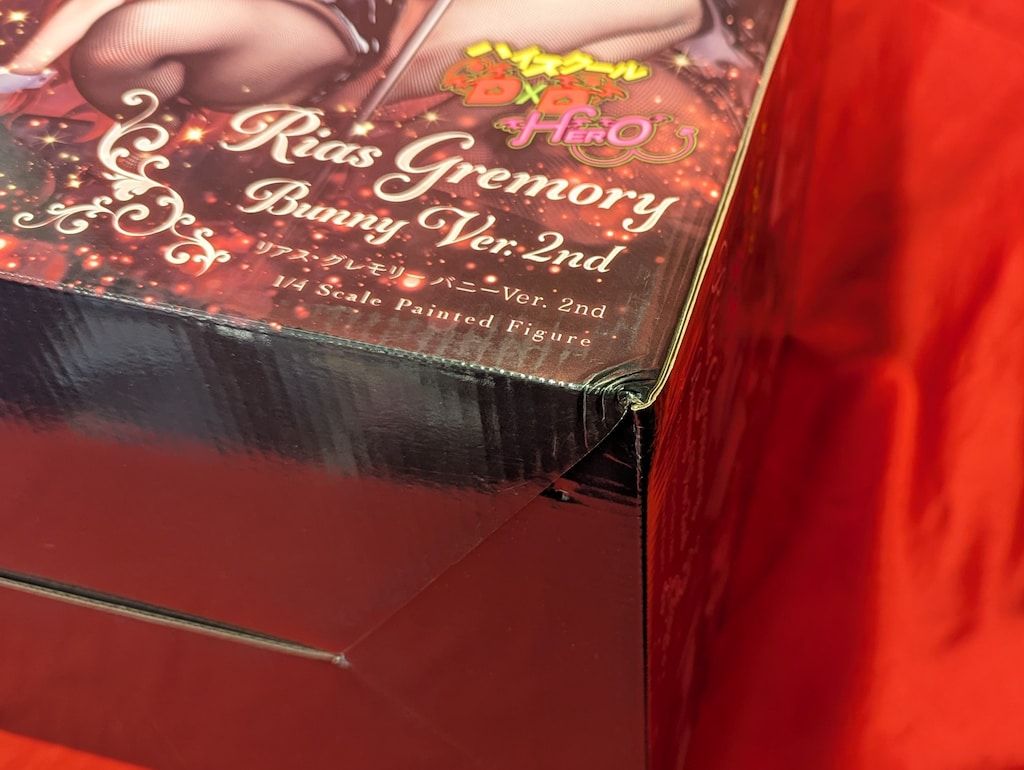 ハイスクール
D×D
HERO
Rias Gremory
Bunny Ver. 2nd
リアス・グレモリー バニーVer. 2nd
1/4 Scale Painted Figure